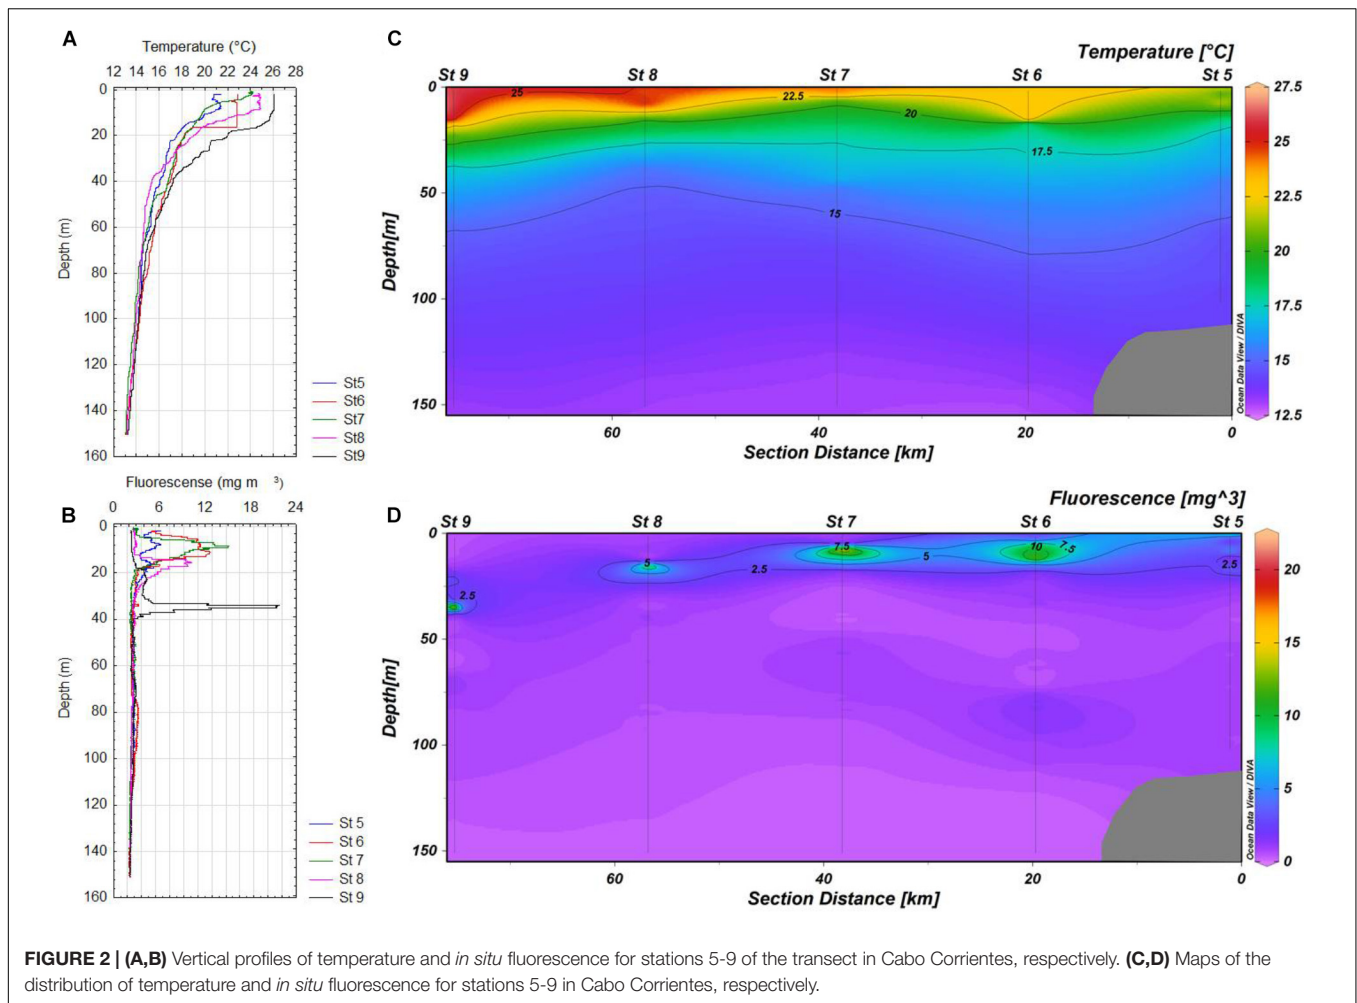 A
Temperature (°C)
12 14 16 18 20 22 24 26 28
0
20
40
60
80
100
120
140
160
Depth (m)
St5
St6
St7
St8
St9
C
Temperature [°C]
St 9 St 8 St 7 St 6 St 5
0
50
100
150
Depth[m]
25
22.5
20
17.5
15
60 40 20 0
Section Distance [km]
Ocean Data View / DIVA
27.5
25
22.5
20
17.5
15
12.5
B
Fluorescense (mg m 3)
0 6 12 18 24
0
20
40
60
80
100
120
140
160
Depth (m)
St 5
St 6
St 7
St 8
St 9
D
Fluorescence [mg^3]
St 9 St 8 St 7 St 6 St 5
0
50
100
150
Depth[m]
2.5
5
2.5
7.5
5
10
7.5
2.5
60 40 20 0
Section Distance [km]
Ocean Data View / DIVA
20
15
10
5
0
FIGURE 2 | (A,B) Vertical profiles of temperature and in situ fluorescence for stations 5-9 of the transect in Cabo Corrientes, respectively. (C,D) Maps of the
distribution of temperature and in situ fluorescence for stations 5-9 in Cabo Corrientes, respectively.